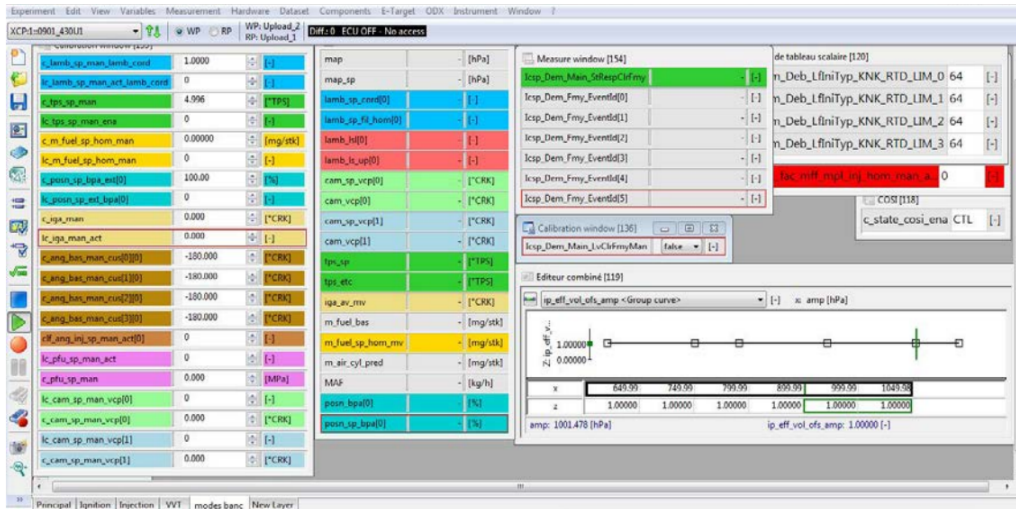 Experiment Edit View Variables Measurement Hardware Dataset Components E-Target ODX Instrument Window ?
XCP:1=0901_430U1 WP RP WP: Upload_2 Diff.: 0 ECU OFF - No access
RP: Upload_1
c_lamb_sp_man_lamb_cord 1.0000 [-]
lc_lamb_sp_man_act_lamb_cord 0 [-]
c_tps_sp_man 4.996 [°TPS]
lc_tps_sp_man_ena 0 [-]
c_m_fuel_sp_hom_man 0.00000 [mg/stk]
lc_m_fuel_sp_hom_man 0 [-]
c_posn_sp_bpa_ext[0] 100.00 [%]
lc_posn_sp_ext_bpa[0] 0 [-]
c_iga_man 0.000 [°CRK]
lc_iga_man_act 0.000 [-]
c_ang_bas_man_cus[0][0] -180.000 [°CRK]
c_ang_bas_man_cus[1][0] -180.000 [°CRK]
c_ang_bas_man_cus[2][0] -180.000 [°CRK]
c_ang_bas_man_cus[3][0] -180.000 [°CRK]
clf_ang_inj_sp_man_act[0] 0 [-]
lc_pfu_sp_man_act 0 [-]
c_pfu_sp_man 0.000 [MPa]
lc_cam_sp_man_vcp[0] 0 [-]
c_cam_sp_man_vcp[0] 0.000 [°CRK]
lc_cam_sp_man_vcp[1] 0 [-]
c_cam_sp_man_vcp[1] 0.000 [°CRK]
map - [hPa]
map_sp - [hPa]
lamb_sp_cord[0] - [-]
lamb_sp_fil_hom[0] - [-]
lamb_hl[0] - [-]
lamb_ls_up[0] - [-]
cam_sp_vcp[0] - [°CRK]
cam_vcp[0] - [°CRK]
cam_sp_vcp[1] - [°CRK]
cam_vcp[1] - [°CRK]
tps_sp - [°TPS]
tps_etc - [°TPS]
iga_av_mv - [°CRK]
m_fuel_bas - [mg/stk]
m_fuel_sp_hom_mv - [mg/stk]
m_air_cyl_pred - [mg/stk]
MAF - [kg/h]
posn_bpa[0] - [%]
posn_sp_bpa[0] - [%]
Measure window [154]
Icsp_Dem_Main_StRespClrFmy - [-]
Icsp_Dem_Fmy_EventId[0] - [-]
Icsp_Dem_Fmy_EventId[1] - [-]
Icsp_Dem_Fmy_EventId[2] - [-]
Icsp_Dem_Fmy_EventId[3] - [-]
Icsp_Dem_Fmy_EventId[4] - [-]
Icsp_Dem_Fmy_EventId[5] - [-]
Calibration window [136]
Icsp_Dem_Main_LvClrFmyMan false [-]
de tableau scalaire [120]
n_Deb_LflniTyp_KNK_RTD_LIM_0 64 [-]
n_Deb_LflniTyp_KNK_RTD_LIM_1 64 [-]
n_Deb_LflniTyp_KNK_RTD_LIM_2 64 [-]
n_Deb_LflniTyp_KNK_RTD_LIM_3 64 [-]
fac_mff_mpl_inj_hom_man_a... 0 [-]
COSI [118]
c_state_cosi_ena CTL [-]
Editeur combiné [119]
ip_eff_vol_ofs_amp <Group curve> [-] x: amp [hPa]
Z: ip_eff_v...
1.00000
0.00000
x 649.99 749.99 799.99 899.99 999.99 1049.98
z 1.00000 1.00000 1.00000 1.00000 1.00000 1.00000
amp: 1001.478 [hPa] ip_eff_vol_ofs_amp: 1.00000 [-]
Principal Ignition Injection VVT modes banc New Layer